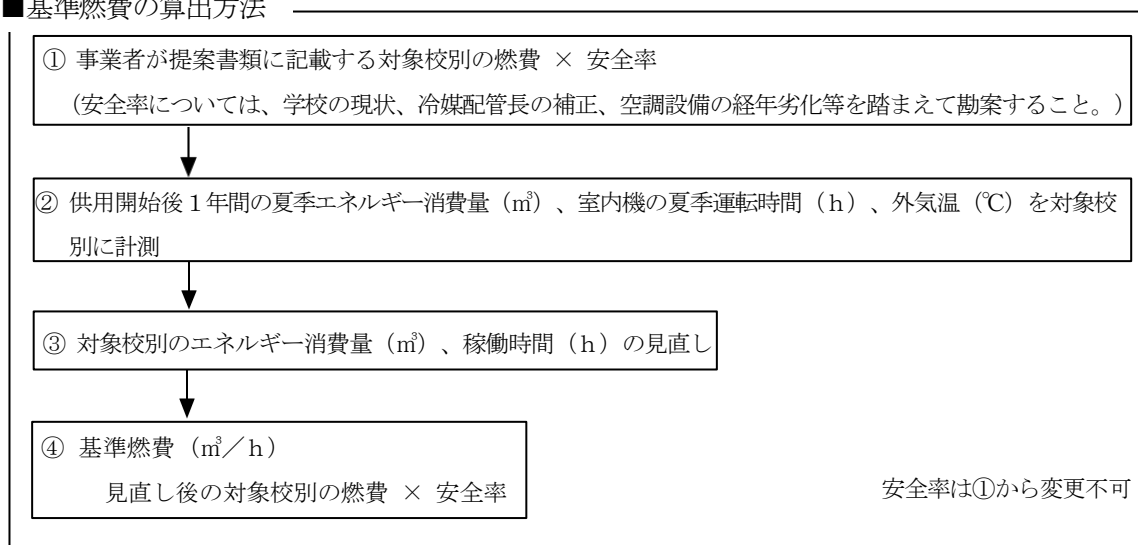 ■基準燃費の算出方法
① 事業者が提案書類に記載する対象校別の燃費 × 安全率
（安全率については、学校の現状、冷媒配管長の補正、空調設備の経年劣化等を踏まえて勘案すること。）
② 供用開始後１年間の夏季エネルギー消費量（㎥）、室内機の夏季運転時間（ｈ）、外気温（℃）を対象校
別に計測
③ 対象校別のエネルギー消費量（㎥）、稼働時間（ｈ）の見直し
④ 基準燃費（㎥／ｈ）
見直し後の対象校別の燃費 × 安全率
安全率は①から変更不可